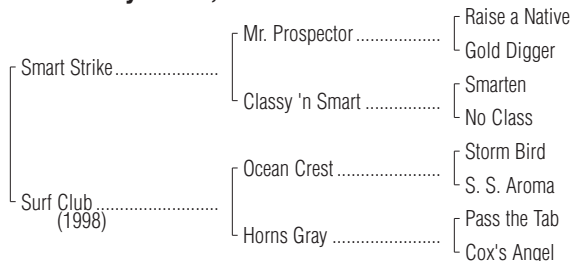 Raise a Native
Mr. Prospector ..................
Gold Digger
Smart Strike......................
Smarten
Classy 'n Smart ................
No Class
Storm Bird
Ocean Crest ......................
S. S. Aroma
Surf Club ..........................
(1998)
Pass the Tab
Horns Gray .......................
Cox's Angel